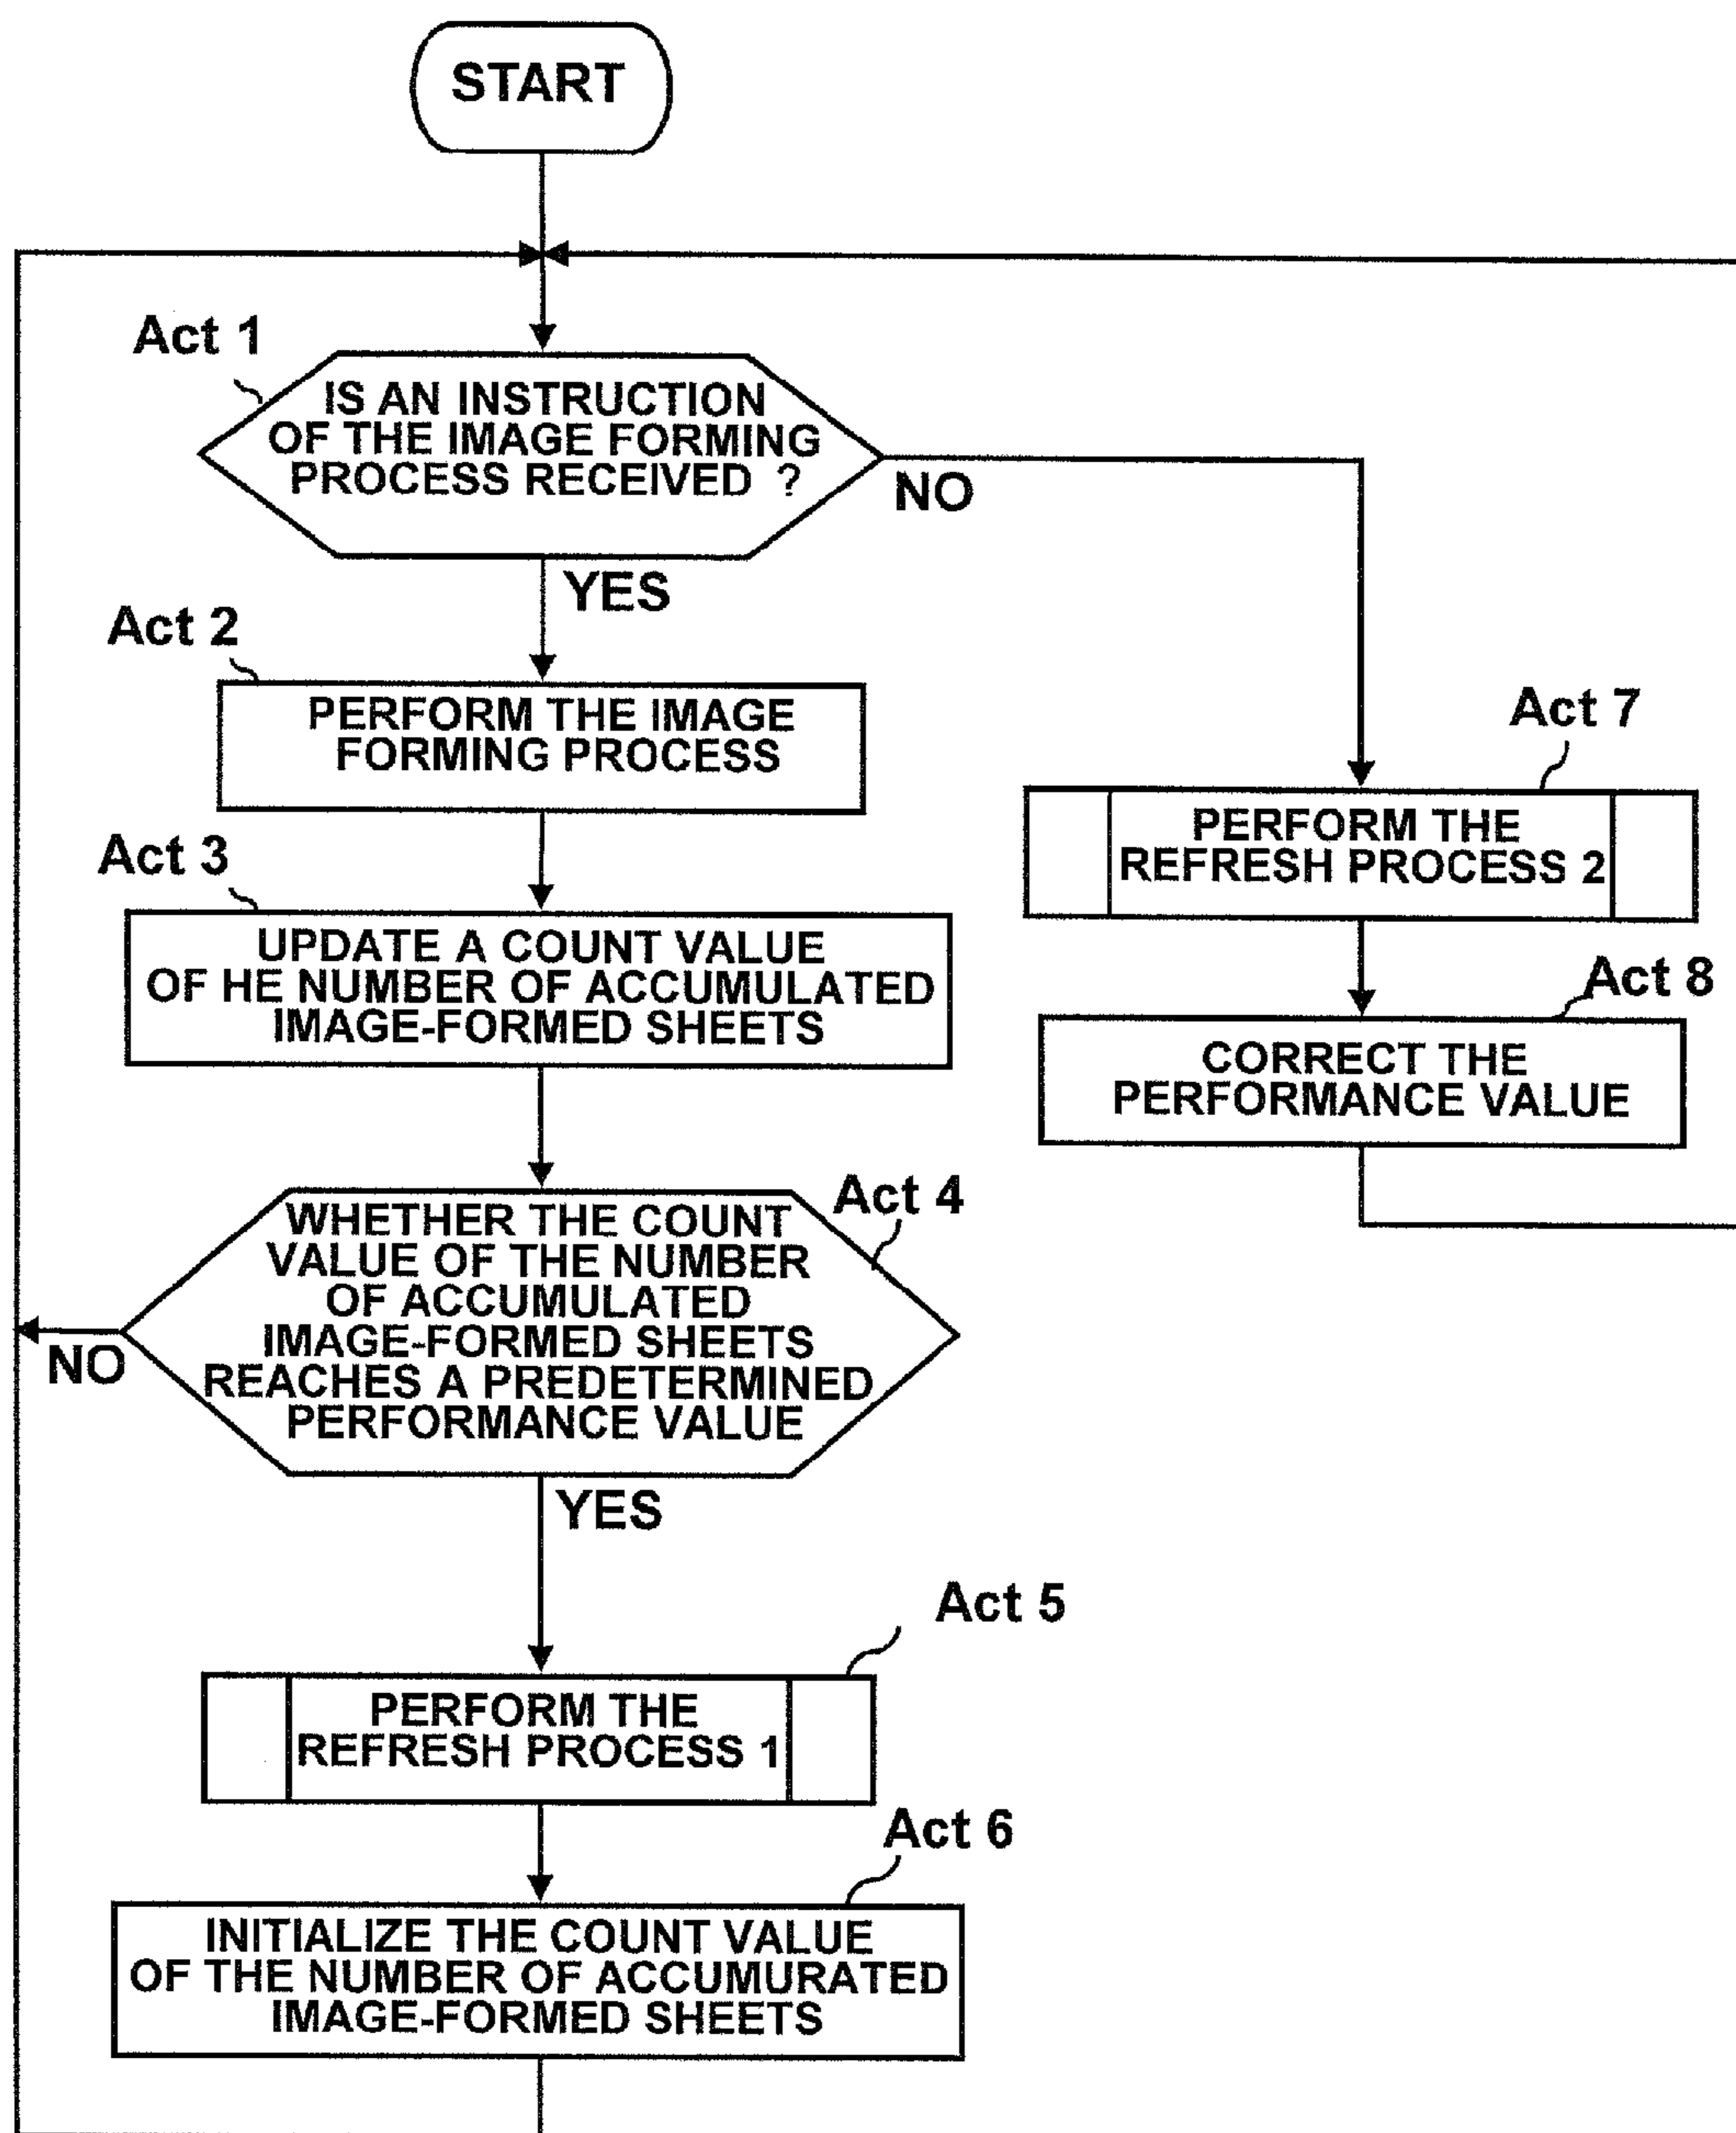 START
Act 1
IS AN INSTRUCTION
OF THE IMAGE FORMING
PROCESS RECEIVED ?
NO
YES
Act 2
PERFORM THE IMAGE
FORMING PROCESS
Act 3
UPDATE A COUNT VALUE
OF HE NUMBER OF ACCUMULATED
IMAGE-FORMED SHEETS
Act 4
WHETHER THE COUNT
VALUE OF THE NUMBER
OF ACCUMULATED
IMAGE-FORMED SHEETS
REACHES A PREDETERMINED
PERFORMANCE VALUE
NO
YES
Act 5
PERFORM THE
REFRESH PROCESS 1
Act 6
INITIALIZE THE COUNT VALUE
OF THE NUMBER OF ACCUMURATED
IMAGE-FORMED SHEETS
Act 7
PERFORM THE
REFRESH PROCESS 2
Act 8
CORRECT THE
PERFORMANCE VALUE